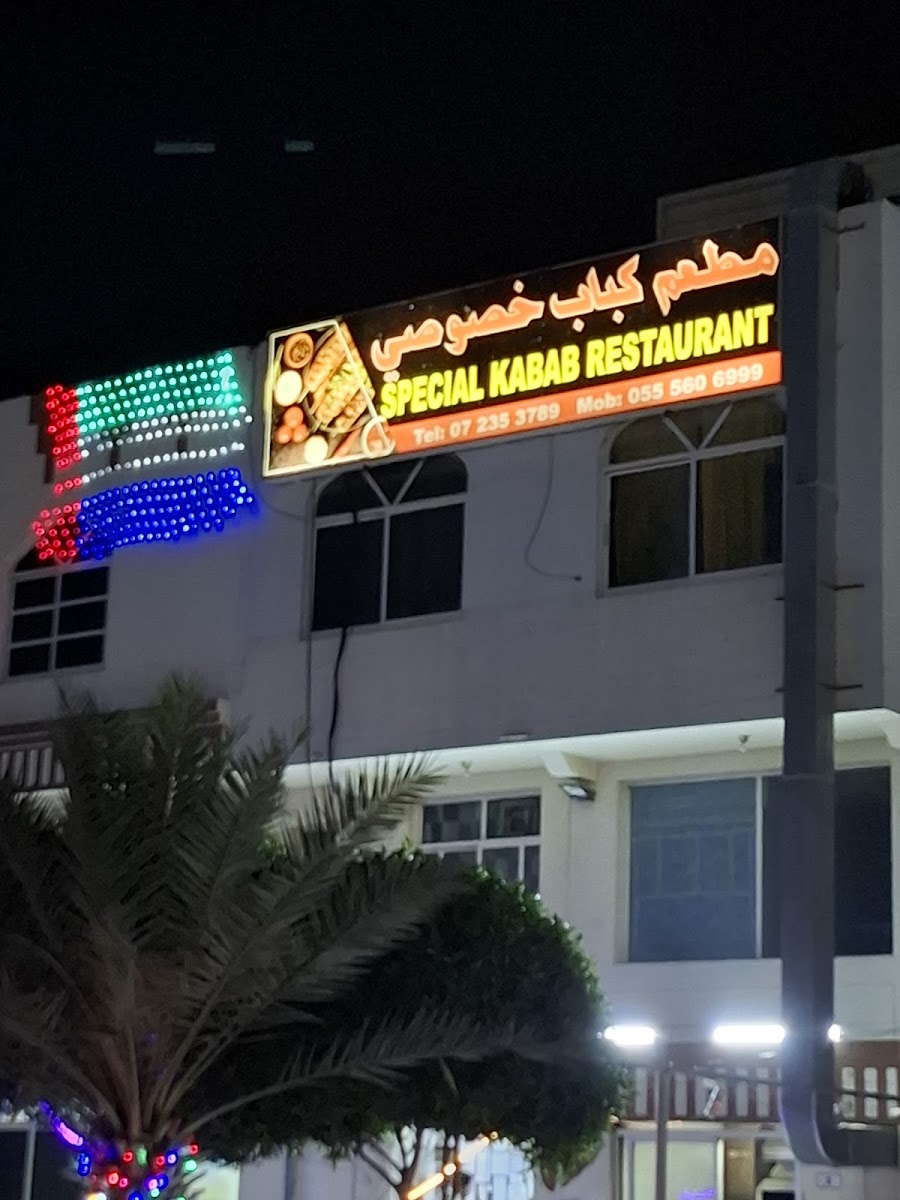 مطعم كباب خصوصي
SPECIAL KABAB RESTAURANT
Tel: 07 235 3789 Mob: 055 560 6999